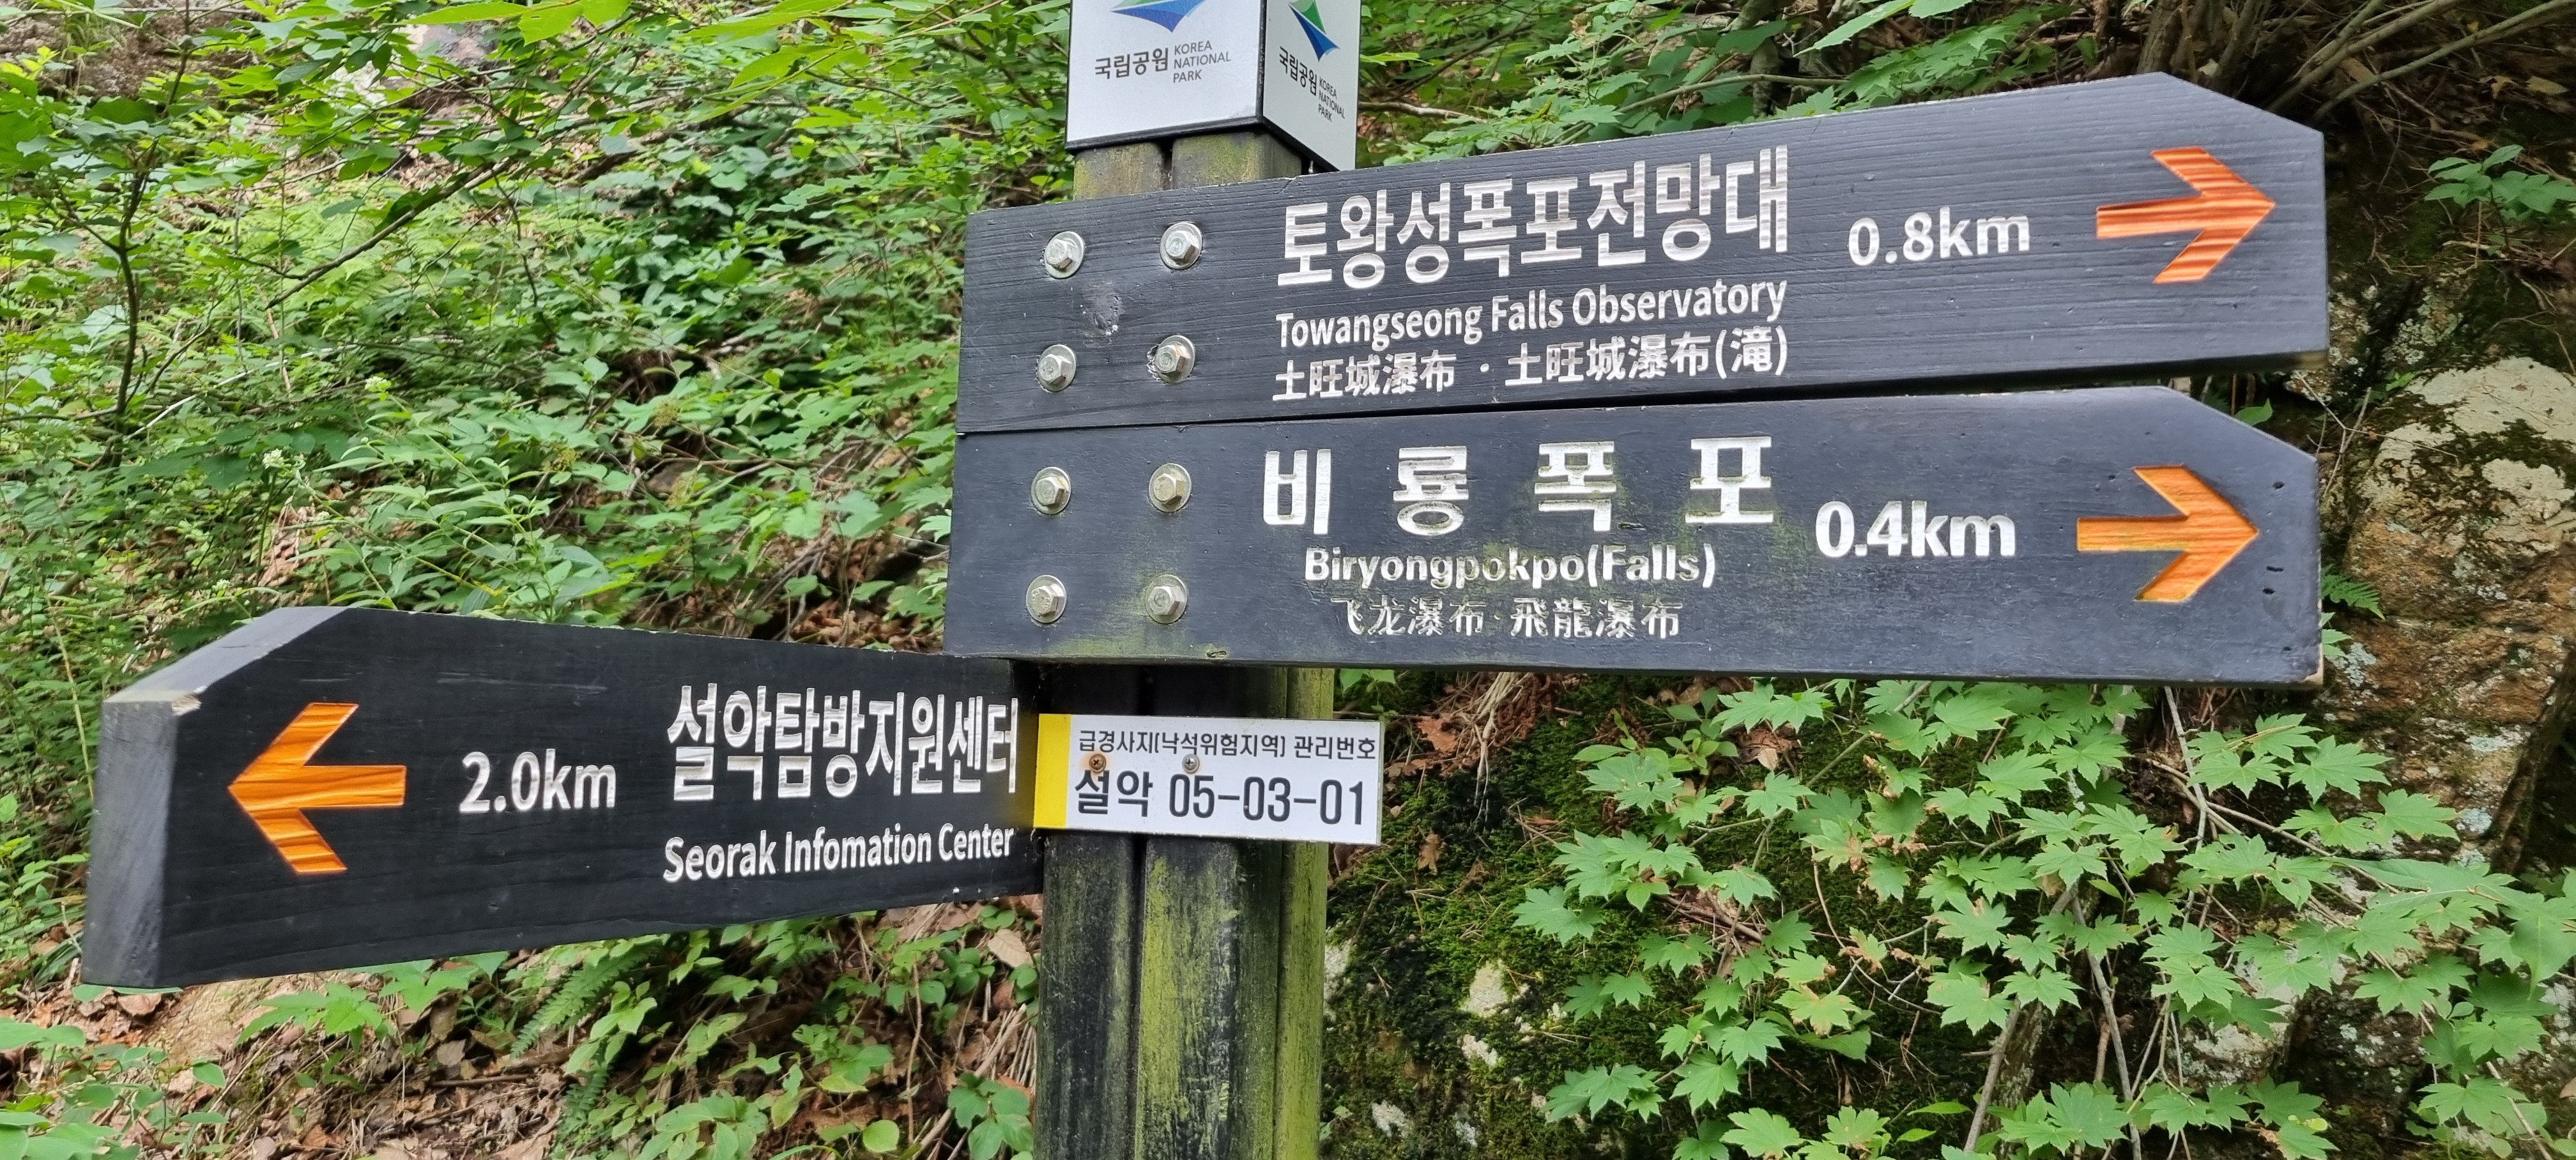 국립공원 KOREA
NATIONAL
PARK
국립공원 KOREA
NATIONAL
PARK
토왕성폭포전망대 0.8km
Towangseong Falls Observatory
土旺城瀑布 · 土旺城瀑布(滝)
비룡폭포 0.4km
Biryongpokpo(Falls)
飞龙瀑布·飛龍瀑布
2.0km 설악탐방지원센터
Seorak Infomation Center
급경사지(낙석위험지역) 관리번호
설악 05-03-01